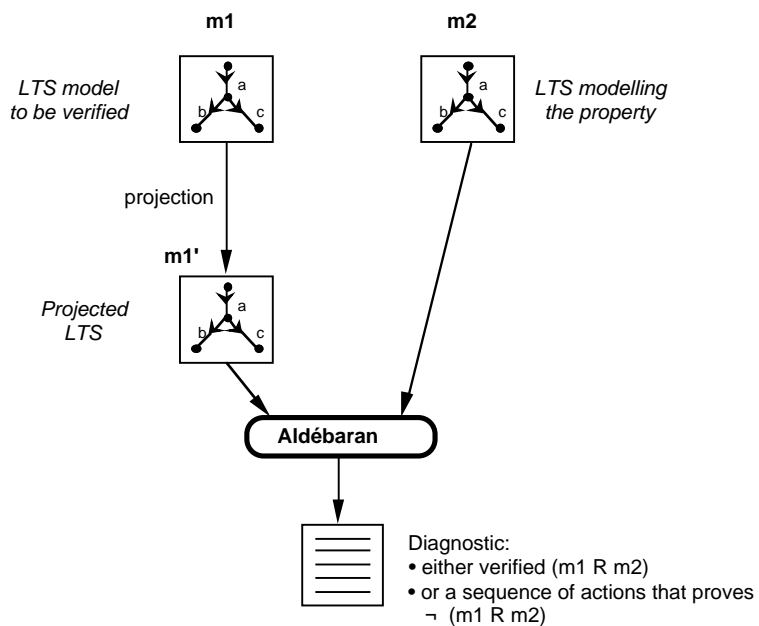 m1
m2
LTS model
to be verified
a
b
c
a
b
c
LTS modelling
the property
projection
m1'
Projected
LTS
a
b
c
Aldébaran
Diagnostic:
• either verified (m1 R m2)
• or a sequence of actions that proves
¬ (m1 R m2)